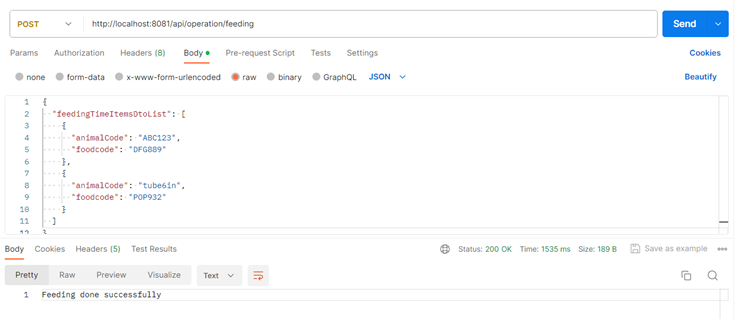 POST http://localhost:8081/api/operation/feeding Send
Params Authorization Headers (8) Body Pre-request Script Tests Settings Cookies
none form-data x-www-form-urlencoded raw binary GraphQL JSON Beautify
1 {
2 "feedingTimeItemsDtoList": [
3 {
4 "animalCode": "ABC123",
5 "foodcode": "DFG889"
6 },
7 {
8 "animalCode": "tube6in",
9 "foodcode": "POP932"
10 }
11 ]
12 }
Body Cookies Headers (5) Test Results Status: 200 OK Time: 1535 ms Size: 189 B Save as example
Pretty Raw Preview Visualize Text
1 Feeding done successfully